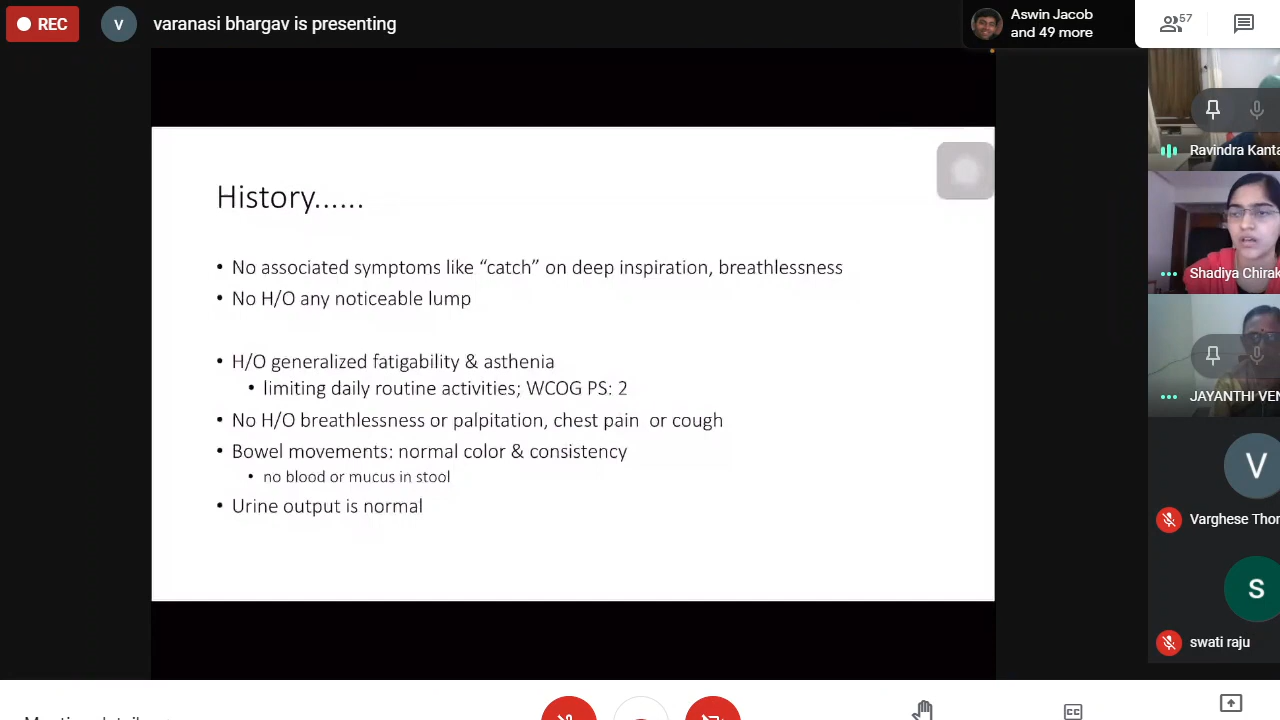 REC
V
varanasi bhargav is presenting
Aswin Jacob
and 49 more
57
History......
• No associated symptoms like “catch” on deep inspiration, breathlessness
• No H/O any noticeable lump
• H/O generalized fatigability & asthenia
• limiting daily routine activities; WCOG PS: 2
• No H/O breathlessness or palpitation, chest pain or cough
• Bowel movements: normal color & consistency
• no blood or mucus in stool
• Urine output is normal
Ravindra Kanta
Shadiya Chirak
JAYANTHI VEN
V
Varghese Thor
S
swati raju
CC